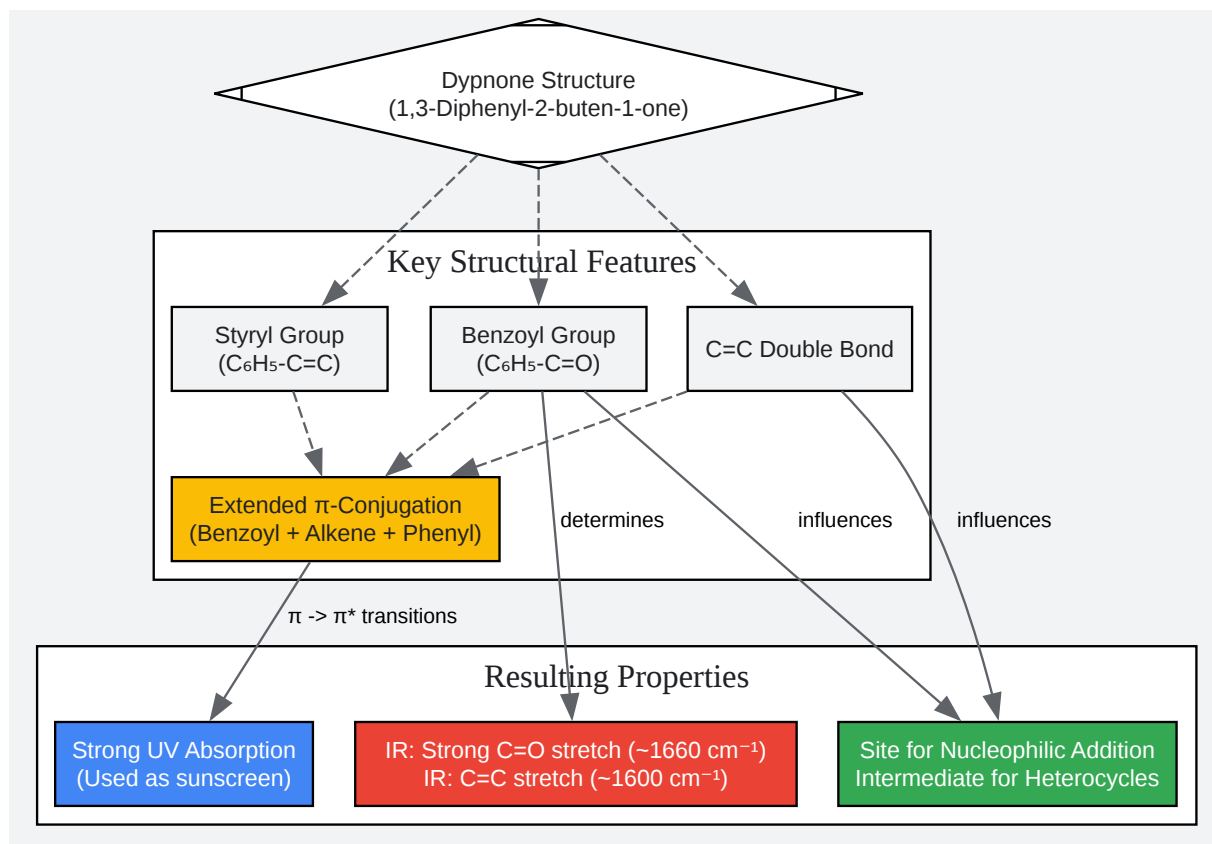 Dypnone Structure
(1,3-Diphenyl-2-buten-1-one)
Key Structural Features
Styryl Group
(C₆H₅-C=C)
Benzoyl Group
(C₆H₅-C=O)
C=C Double Bond
Extended π-Conjugation
(Benzoyl + Alkene + Phenyl)
determines
influences
influences
π -> π* transitions
Resulting Properties
Strong UV Absorption
(Used as sunscreen)
IR: Strong C=O stretch (~1660 cm⁻¹)
IR: C=C stretch (~1600 cm⁻¹)
Site for Nucleophilic Addition
Intermediate for Heterocycles